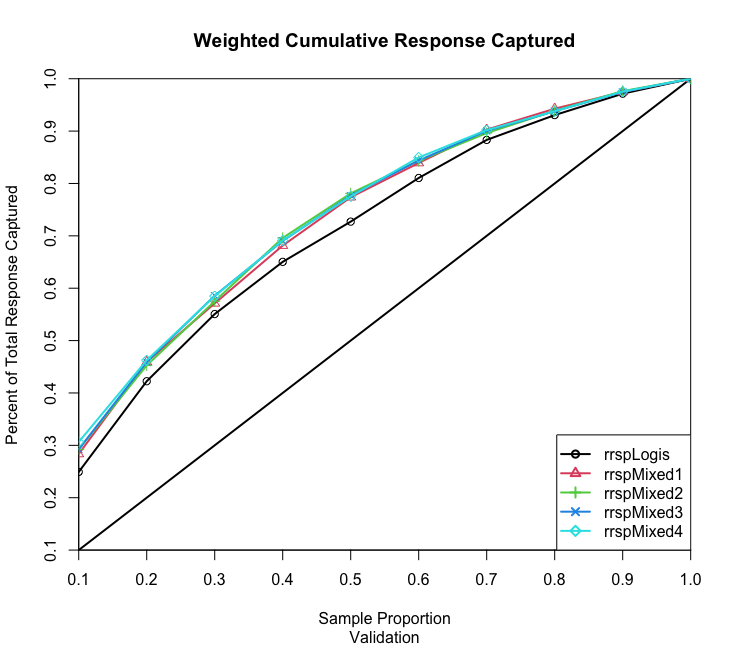 Weighted Cumulative Response Captured
Percent of Total Response Captured
1.0
0.9
0.8
0.7
0.6
0.5
0.4
0.3
0.2
0.1
rrspLogis
rrspMixed1
rrspMixed2
rrspMixed3
rrspMixed4
0.1 0.2 0.3 0.4 0.5 0.6 0.7 0.8 0.9 1.0
Sample Proportion
Validation